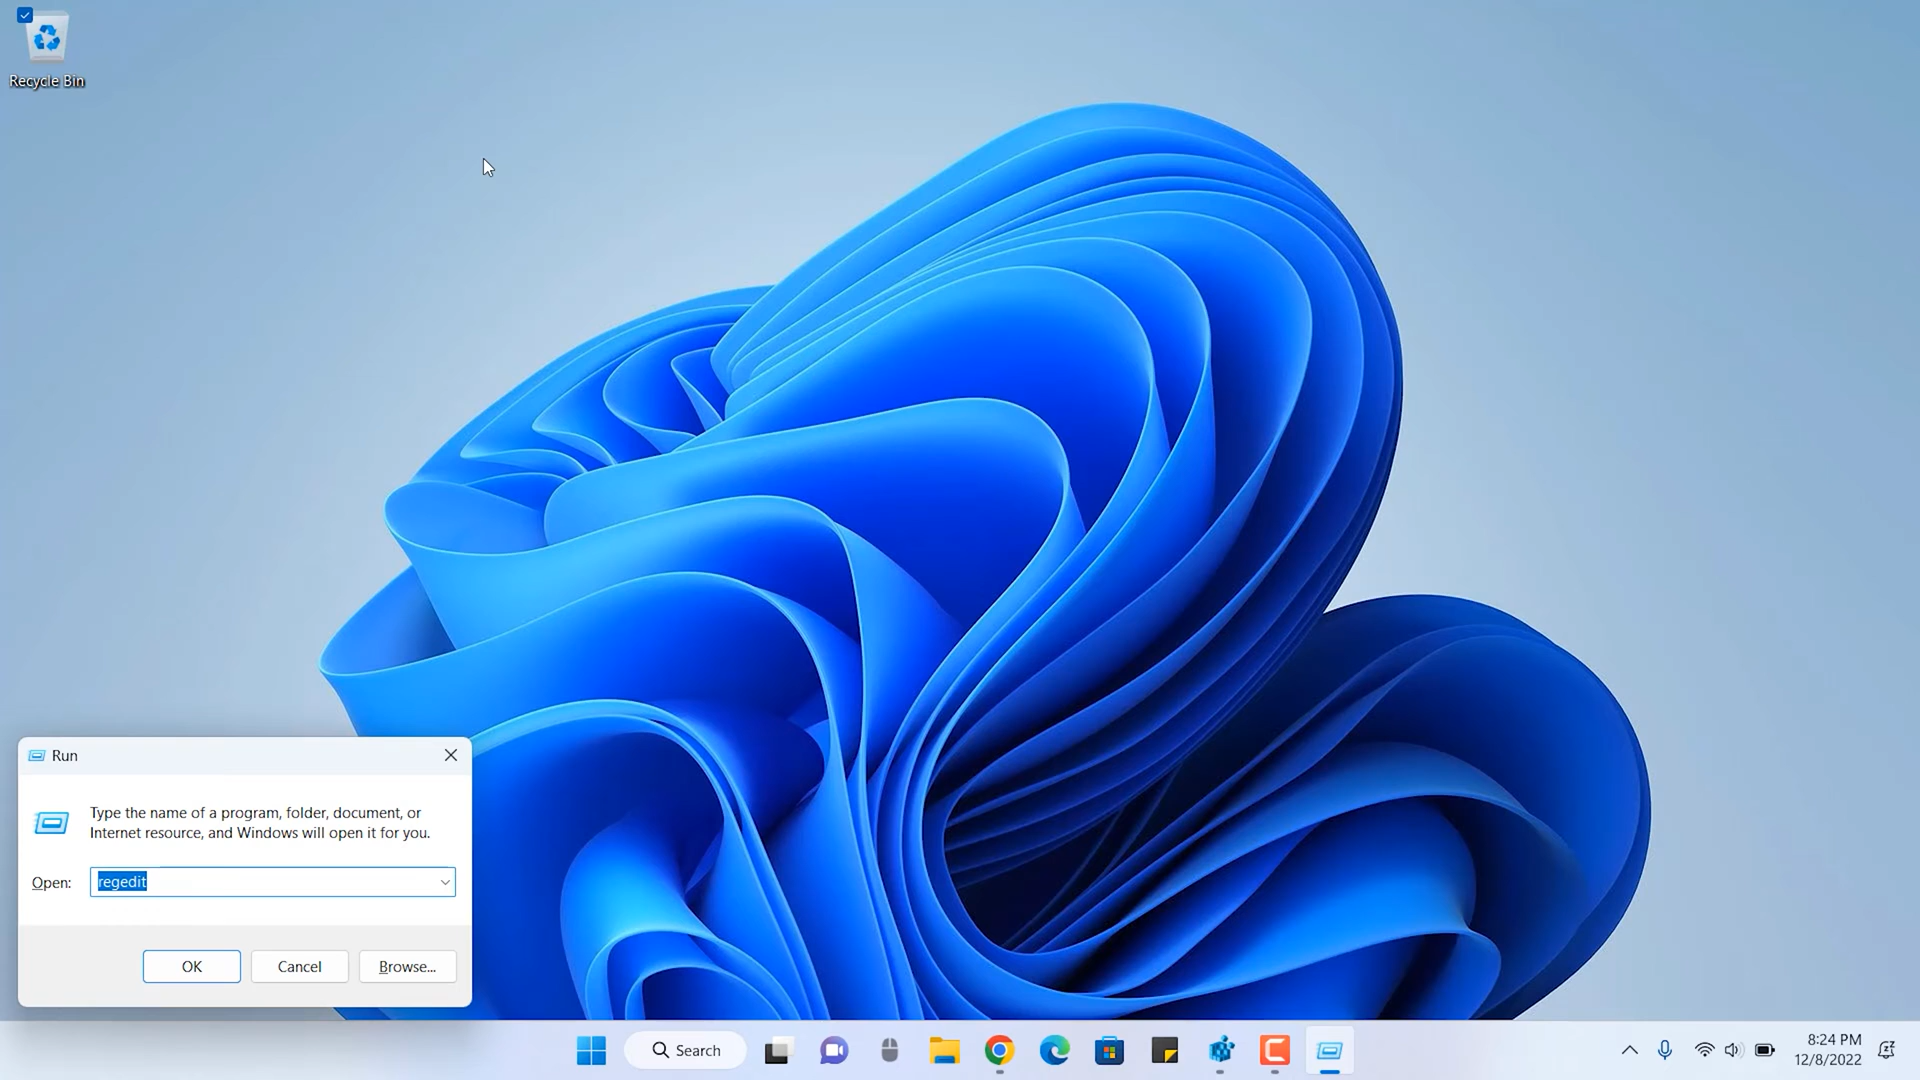 Recycle Bin
Run
Type the name of a program, folder, document, or
Internet resource, and Windows will open it for you.
Open:
regedit
OK
Cancel
Browse...
Search
8:24 PM
12/8/2022